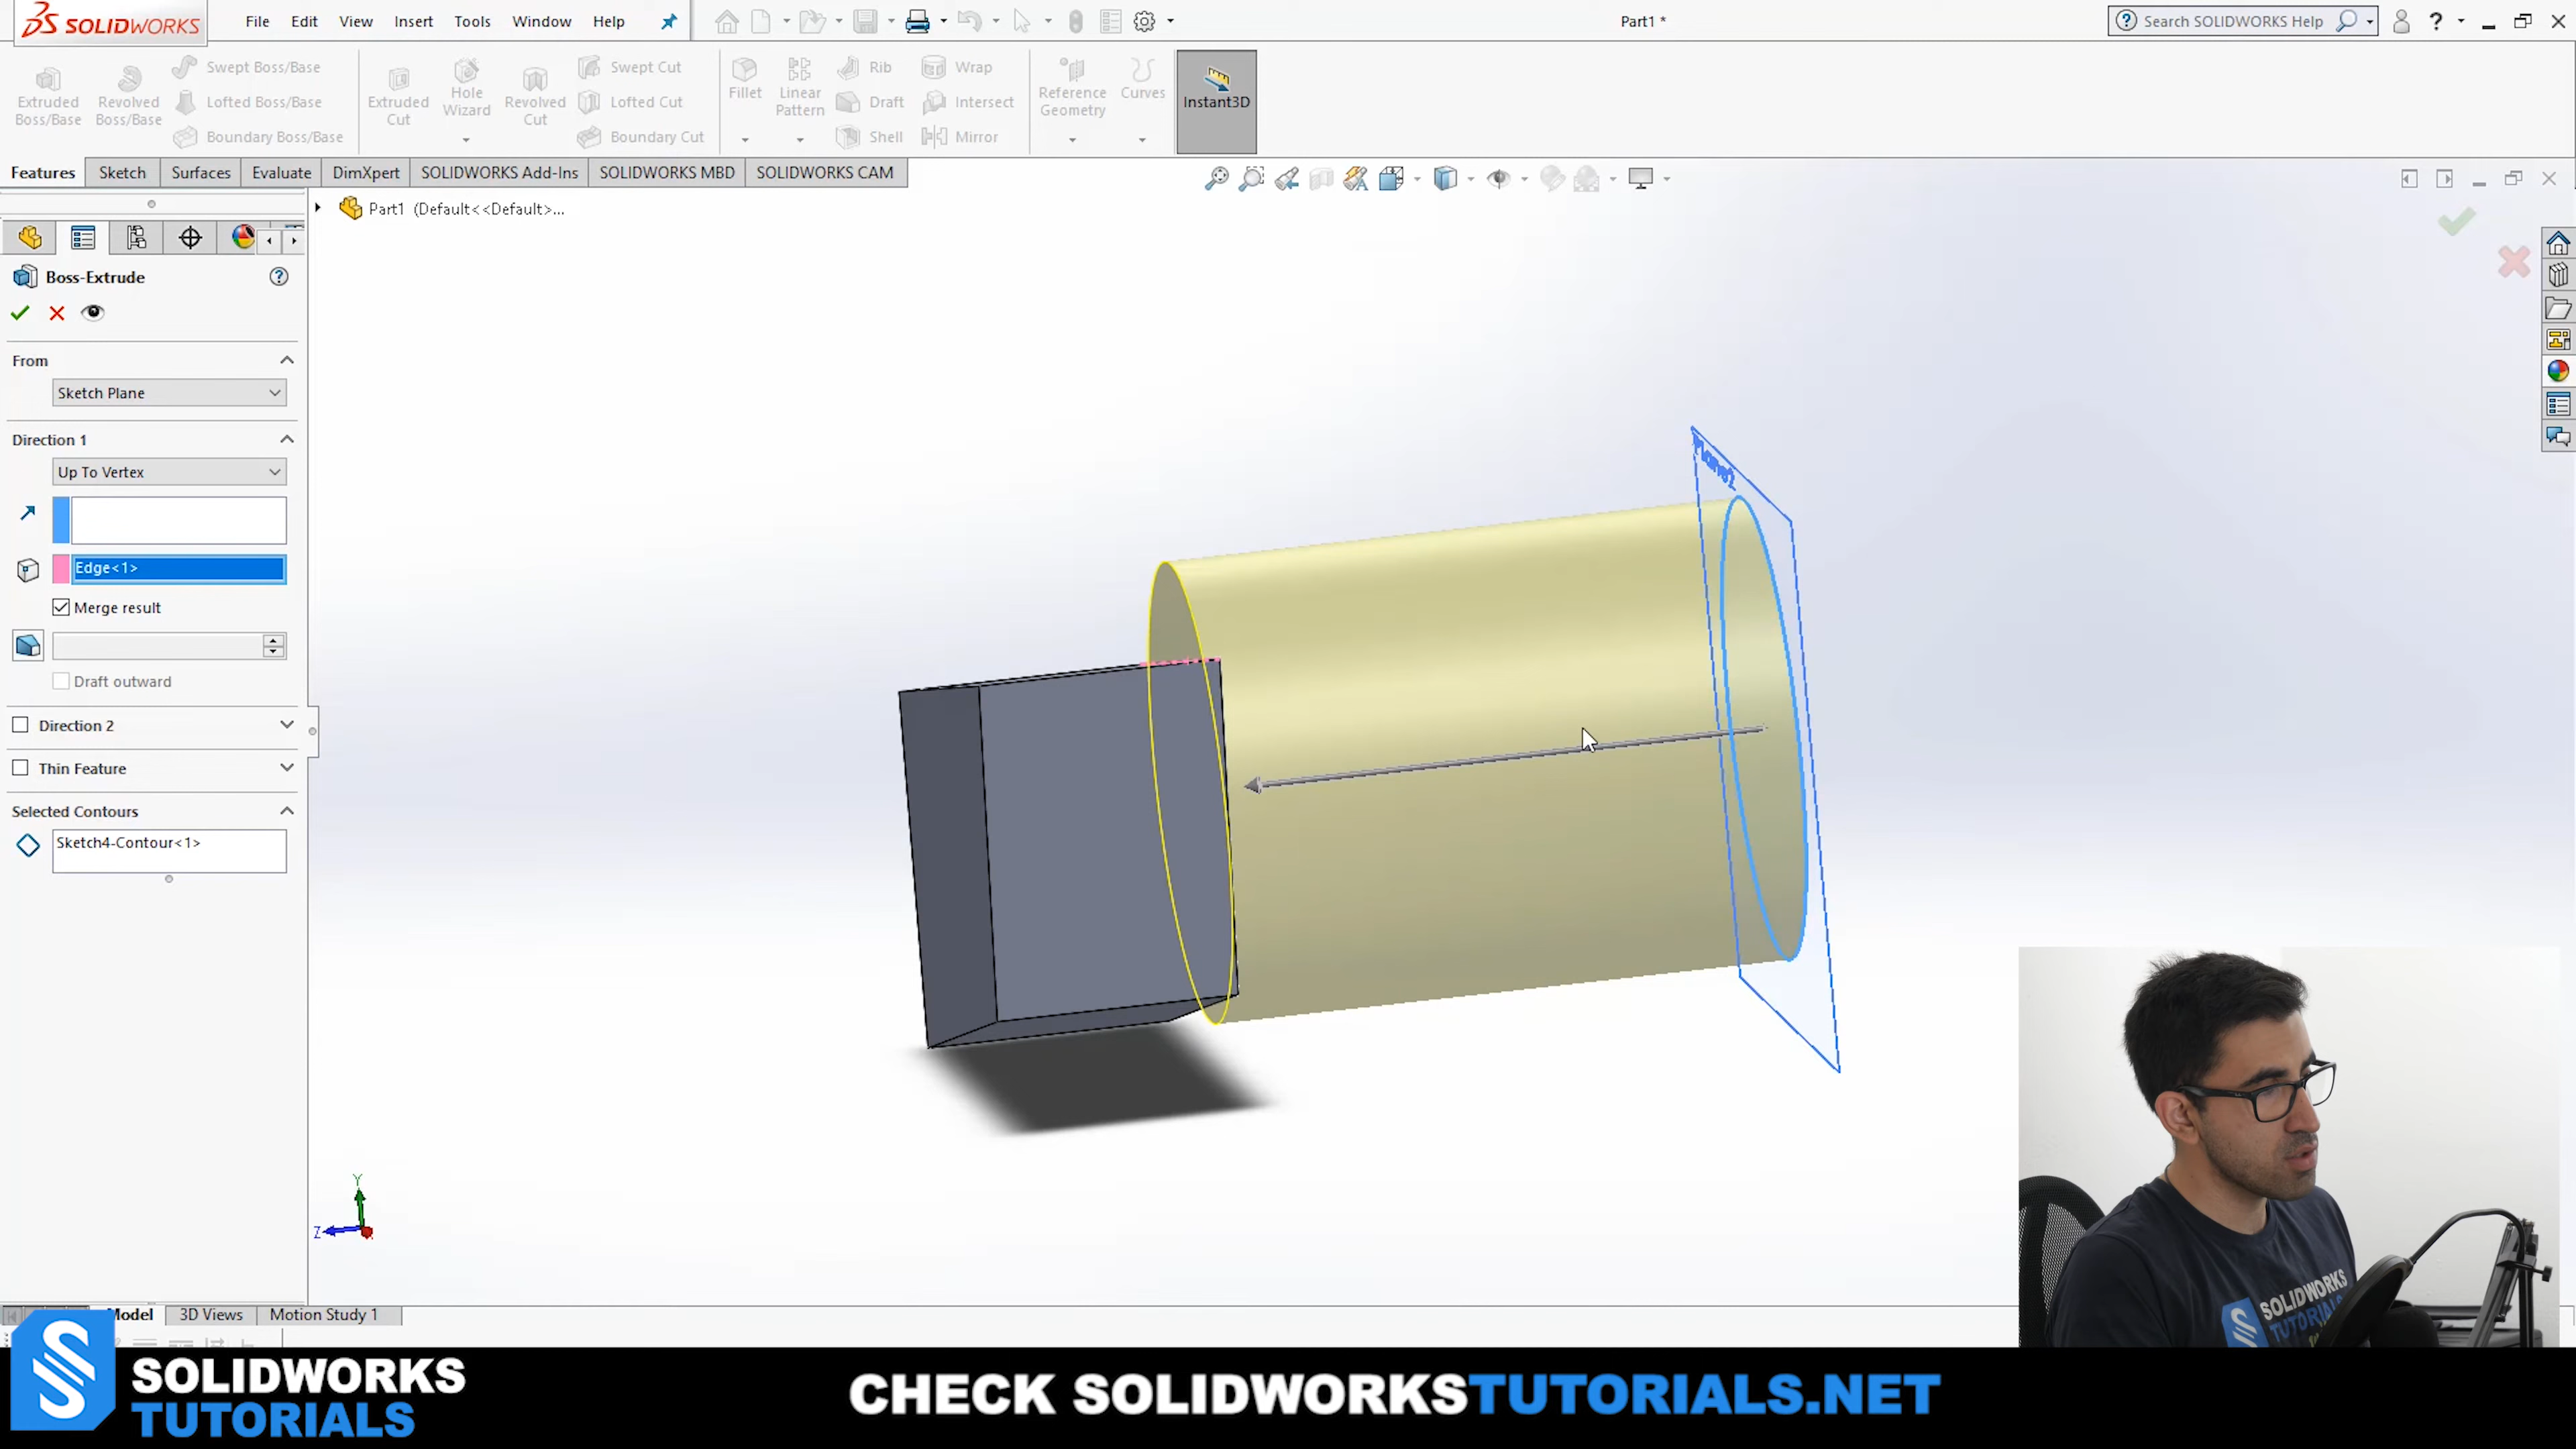 SOLIDWORKS
File Edit View Insert Tools Window Help
Part1 *
Search SOLIDWORKS Help
Extruded Boss/Base
Revolved Boss/Base
Swept Boss/Base
Lofted Boss/Base
Boundary Boss/Base
Extruded Cut
Hole Wizard
Revolved Cut
Swept Cut
Lofted Cut
Boundary Cut
Fillet
Linear Pattern
Rib
Draft
Shell
Wrap
Intersect
Mirror
Reference Geometry
Curves
Instant3D
Features Sketch Surfaces Evaluate DimXpert SOLIDWORKS Add-Ins SOLIDWORKS MBD SOLIDWORKS CAM
Part1 (Default<<Default>...
Boss-Extrude
From
Sketch Plane
Direction 1
Up To Vertex
Edge<1>
Merge result
Draft outward
Direction 2
Thin Feature
Selected Contours
Sketch4-Contour<1>
Y
Z
Model 3D Views Motion Study 1
SOLIDWORKS
TUTORIALS
SOLIDWORKS
TUTORIALS
CHECK SOLIDWORKSTUTORIALS.NET